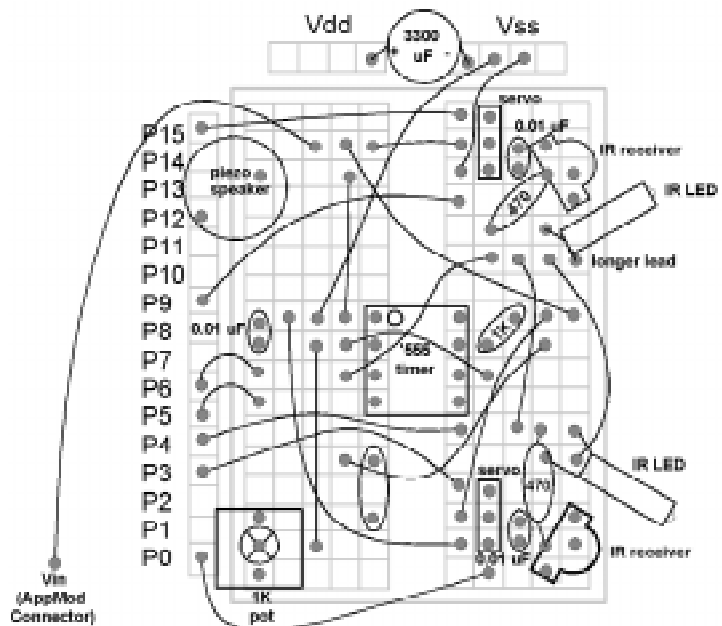 Vdd
Vss
3300
uF
+
-
servo
0.01 uF
IR receiver
IR LED
470
longer lead
P15
P14
P13
P12
P11
P10
P9
P8
P7
P6
P5
P4
P3
P2
P1
P0
piezo
speaker
0.01 uF
555
timer
1K
servo
470
IR LED
0.01 uF
IR receiver
Vin
(AppMod
Connector)
1K
pot